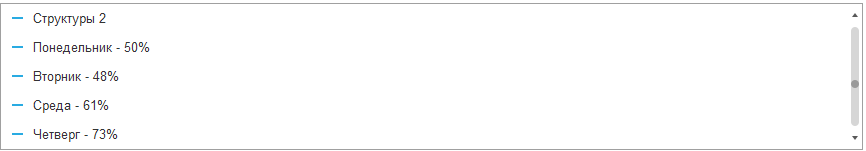 Структуры 2
Понедельник - 50%
Вторник - 48%
Среда - 61%
Четверг - 73%